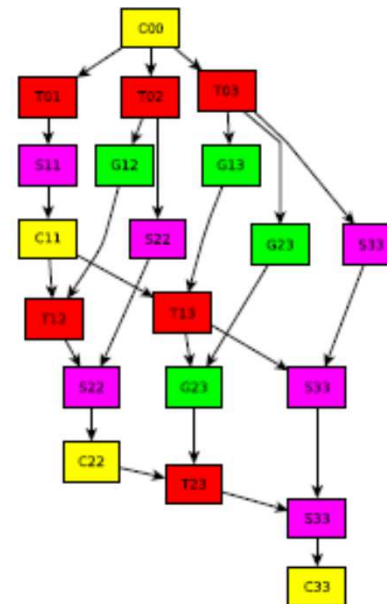 C00
T01 T02 T03
S11 G12 G13
C11 S22 G23 S33
T12 T13
S22 G23 S33
C22 T23
S33
C33